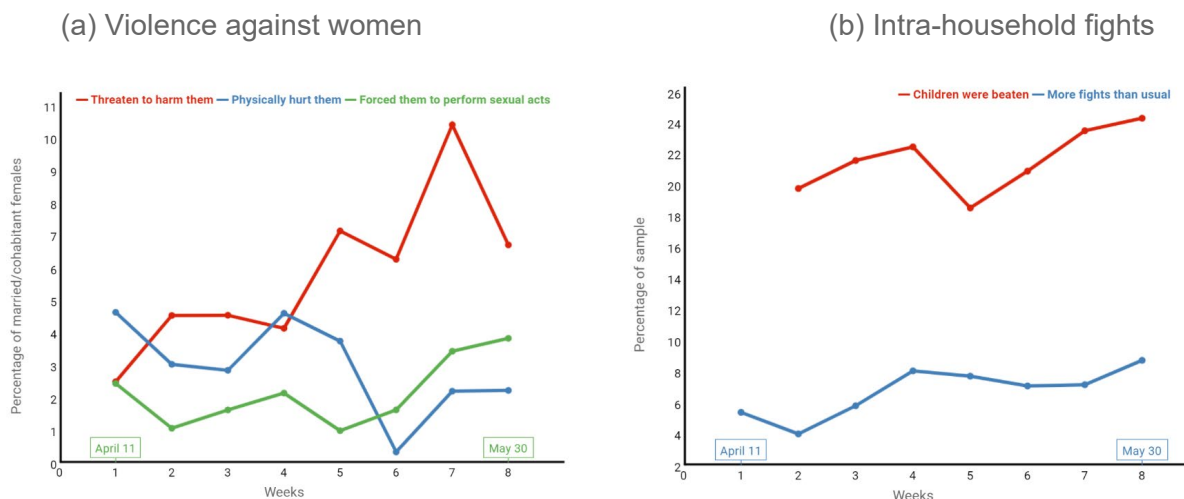 (a) Violence against women
(b) Intra-household fights
Threaten to harm them Physically hurt them Forced them to perform sexual acts
Percentage of married/cohabitant females
11
10
9
8
7
6
5
4
3
2
1
0
April 11
May 30
0 1 2 3 4 5 6 7 8
Weeks
Children were beaten More fights than usual
Percentage of sample
26
24
22
20
18
16
14
12
10
8
6
4
2
April 11
May 30
0 1 2 3 4 5 6 7 8
Weeks